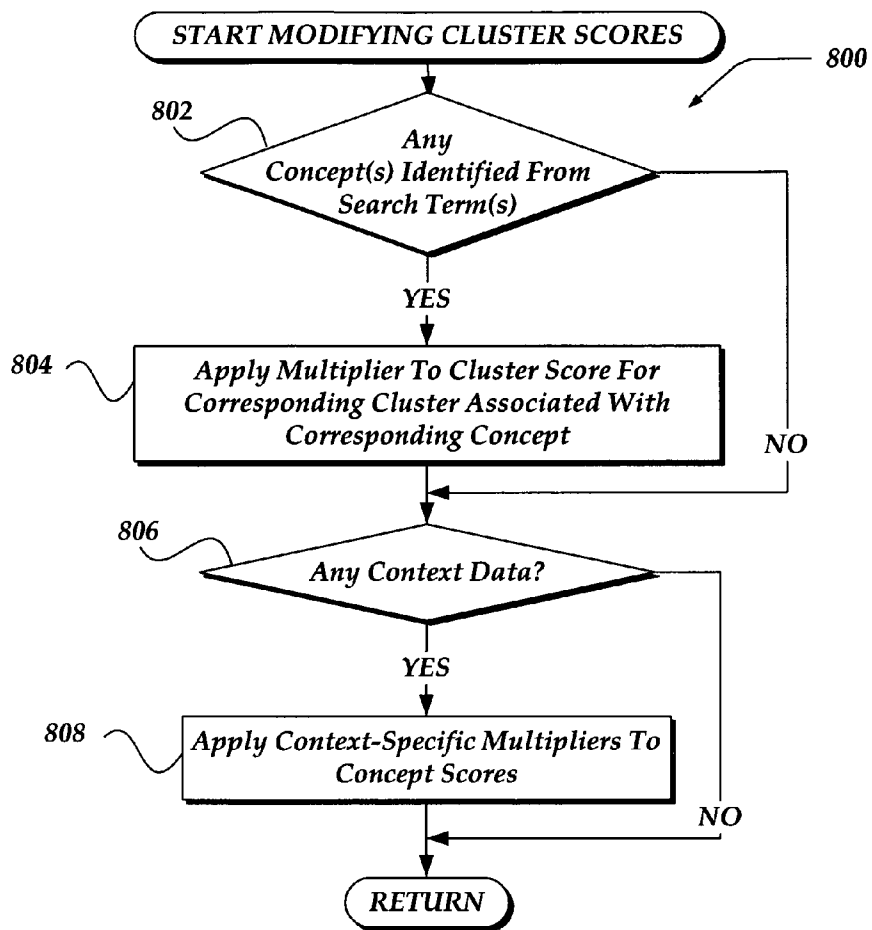 START MODIFYING CLUSTER SCORES
800
802
Any
Concept(s) Identified From
Search Term(s)
YES
804
Apply Multiplier To Cluster Score For
Corresponding Cluster Associated With
Corresponding Concept
NO
806
Any Context Data?
YES
808
Apply Context-Specific Multipliers To
Concept Scores
NO
RETURN